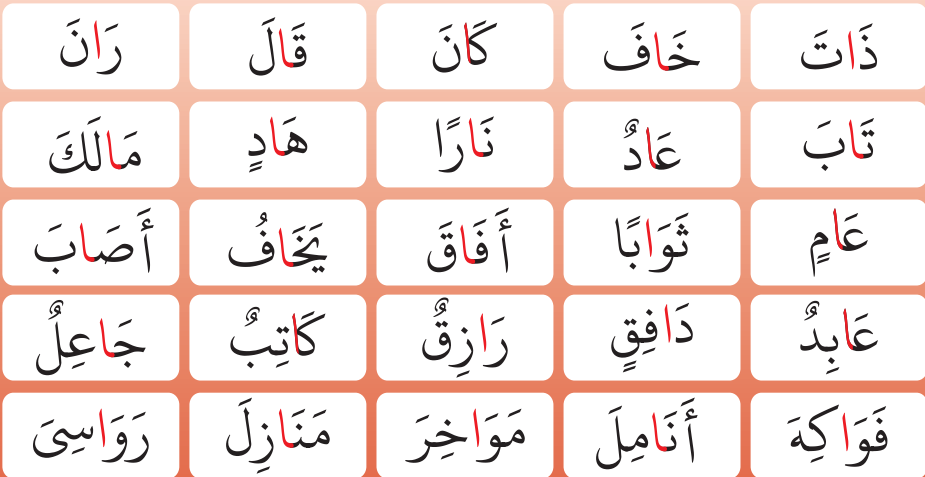 ذَاتَ خَافَ كَانَ قَالَ رَانَ
تَابَ عَادٌ نَارًا هَادٍ مَالَكَ
عَامٍ ثَوَابًا أَفَاقَ يَخَافُ أَصَابَ
عَابِدٌ دَافِقٍ رَازِقٌ كَاتِبٌ جَاعِلٌ
فَوَاكِهَ أَنَامِلَ مَوَاخِرَ مَنَازِلَ رَوَاسِىَ